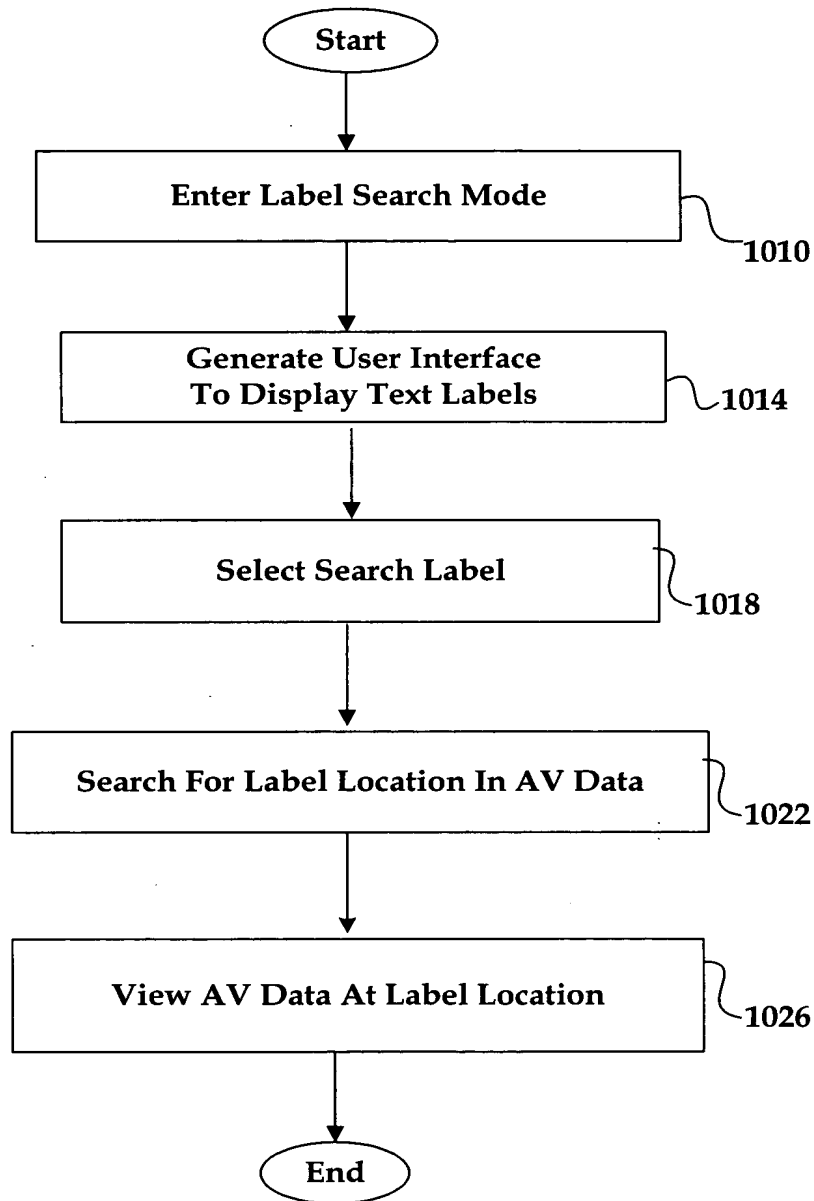 Start
Enter Label Search Mode
1010
Generate User Interface
To Display Text Labels
1014
Select Search Label
1018
Search For Label Location In AV Data
1022
View AV Data At Label Location
1026
End